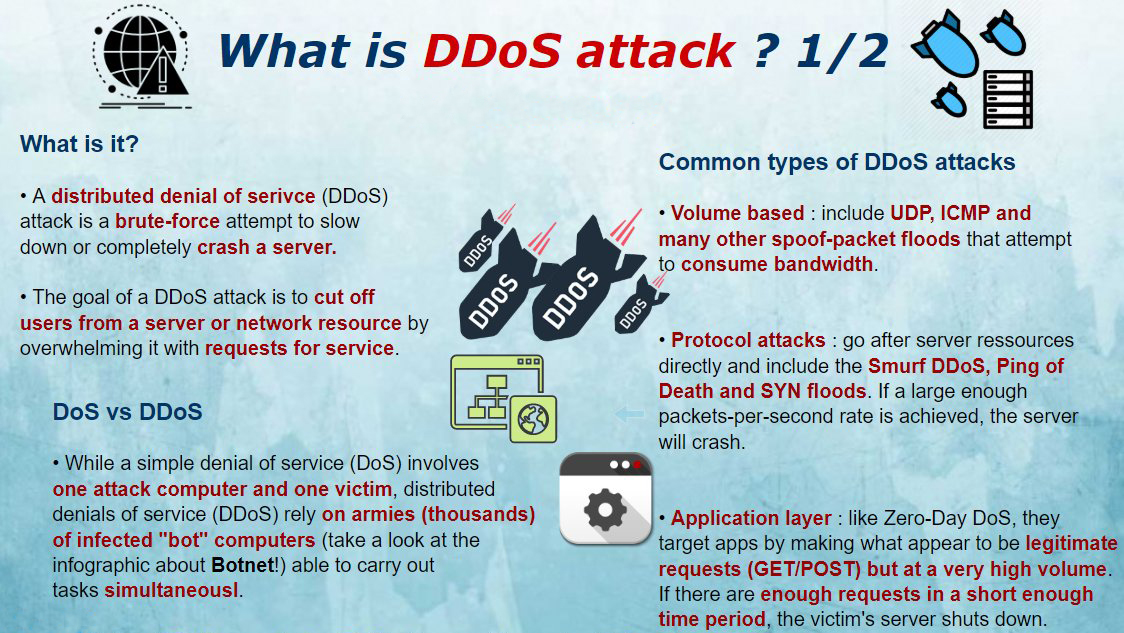 What is DDoS attack ? 1/2
What is it?
• A distributed denial of serivce (DDoS)
attack is a brute-force attempt to slow
down or completely crash a server.
• The goal of a DDoS attack is to cut off
users from a server or network resource by
overwhelming it with requests for service.
DoS vs DDoS
• While a simple denial of service (DoS) involves
one attack computer and one victim, distributed
denials of service (DDoS) rely on armies (thousands)
of infected "bot" computers (take a look at the
infographic about Botnet!) able to carry out
tasks simultaneousl.
DDoS
DDoS
DDoS
DDoS
Common types of DDoS attacks
• Volume based : include UDP, ICMP and
many other spoof-packet floods that attempt
to consume bandwidth.
• Protocol attacks : go after server ressources
directly and include the Smurf DDoS, Ping of
Death and SYN floods. If a large enough
packets-per-second rate is achieved, the server
will crash.
• Application layer : like Zero-Day DoS, they
target apps by making what appear to be legitimate
requests (GET/POST) but at a very high volume.
If there are enough requests in a short enough
time period, the victim's server shuts down.